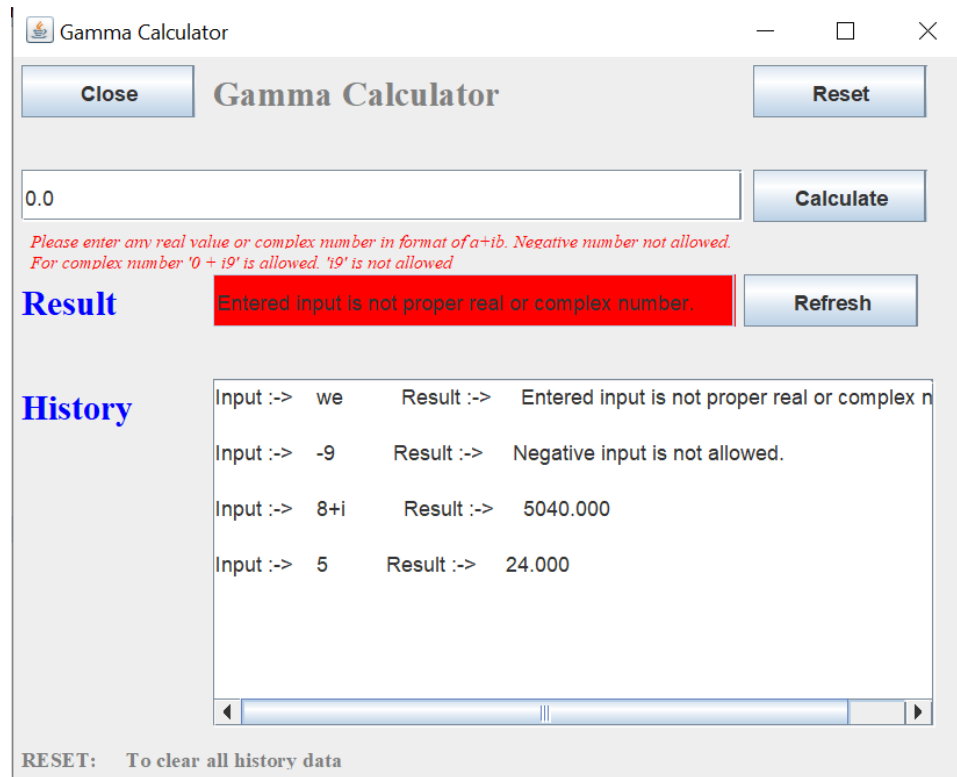 Gamma Calculator
Close Gamma Calculator Reset
0.0 Calculate
Please enter any real value or complex number in format of a+ib. Negative number not allowed.
For complex number '0 + i9' is allowed. 'i9' is not allowed
Result Entered input is not proper real or complex number. Refresh
History
Input :-> we Result :-> Entered input is not proper real or complex n
Input :-> -9 Result :-> Negative input is not allowed.
Input :-> 8+i Result :-> 5040.000
Input :-> 5 Result :-> 24.000
RESET: To clear all history data